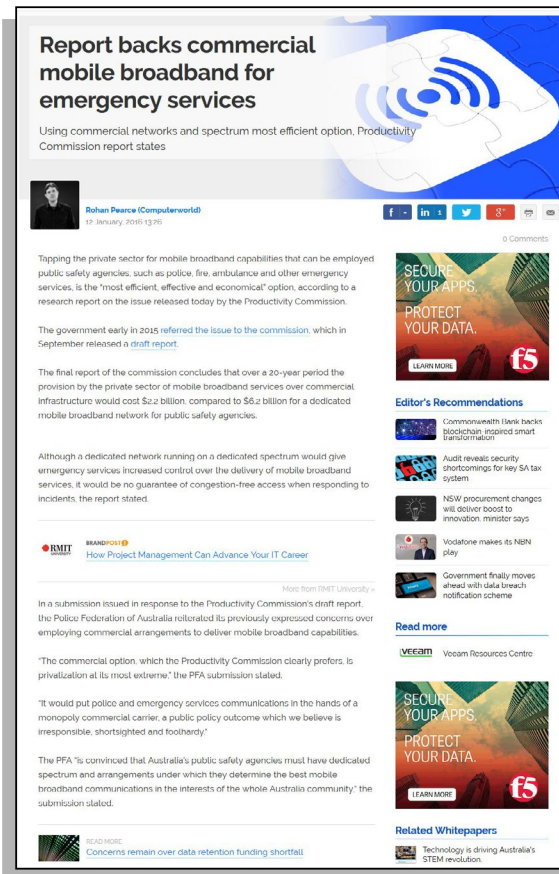 Report backs commercial
mobile broadband for
emergency services
Using commercial networks and spectrum most efficient option, Productivity
Commission report states
Rohan Pearce (Computerworld)
12 January, 2016 13:26
f -
in 1
g+
0 Comments
Tapping the private sector for mobile broadband capabilities that can be employed
public safety agencies, such as police, fire, ambulance and other emergency
services, is the "most efficient, effective and economical" option, according to a
research report on the issue released today by the Productivity Commission.
The government early in 2015 referred the issue to the commission, which in
September released a draft report.
The final report of the commission concludes that over a 20-year period the
provision by the private sector of mobile broadband services over commercial
infrastructure would cost $2.2 billion, compared to $6.2 billion for a dedicated
mobile broadband network for public safety agencies.
Although a dedicated network running on a dedicated spectrum would give
emergency services increased control over the delivery of mobile broadband
services, it would be no guarantee of congestion-free access when responding to
incidents, the report stated.
RMIT
UNIVERSITY
BRANDPOST
How Project Management Can Advance Your IT Career
More from RMIT University »
In a submission issued in response to the Productivity Commission's draft report,
the Police Federation of Australia reiterated its previously expressed concerns over
employing commercial arrangements to deliver mobile broadband capabilities.
"The commercial option, which the Productivity Commission clearly prefers, is
privatization at its most extreme," the PFA submission stated.
"It would put police and emergency services communications in the hands of a
monopoly commercial carrier, a public policy outcome which we believe is
irresponsible, shortsighted and foolhardy."
The PFA "is convinced that Australia's public safety agencies must have dedicated
spectrum and arrangements under which they determine the best mobile
broadband communications in the interests of the whole Australia community," the
submission stated.
READ MORE
Concerns remain over data retention funding shortfall
SECURE
YOUR APPS.
PROTECT
YOUR DATA.
LEARN MORE
f5
Editor's Recommendations
Commonwealth Bank backs
blockchain-inspired smart
transformation
Audit reveals security
shortcomings for key SA tax
system
NSW procurement changes
will deliver boost to
innovation, minister says
Vodafone makes its NBN
play
Government finally moves
ahead with data breach
notification scheme
Read more
veeam
Veeam Resources Centre
SECURE
YOUR APPS.
PROTECT
YOUR DATA.
LEARN MORE
f5
Related Whitepapers
Technology is driving Australia's
STEM revolution.